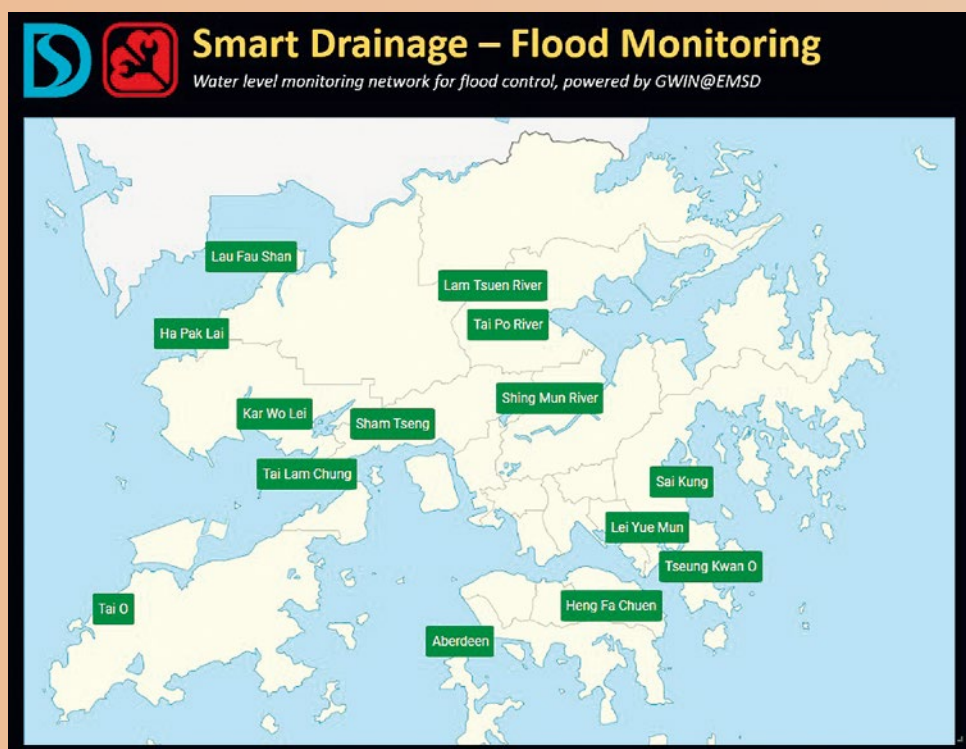 Smart Drainage – Flood Monitoring
Water level monitoring network for flood control, powered by GWIN@EMSD
Lau Fau Shan
Lam Tsuen River
Tai Po River
Ha Pak Lai
Shing Mun River
Kar Wo Lei
Sham Tseng
Tai Lam Chung
Sai Kung
Lei Yue Mun
Tseung Kwan O
Tai O
Heng Fa Chuen
Aberdeen